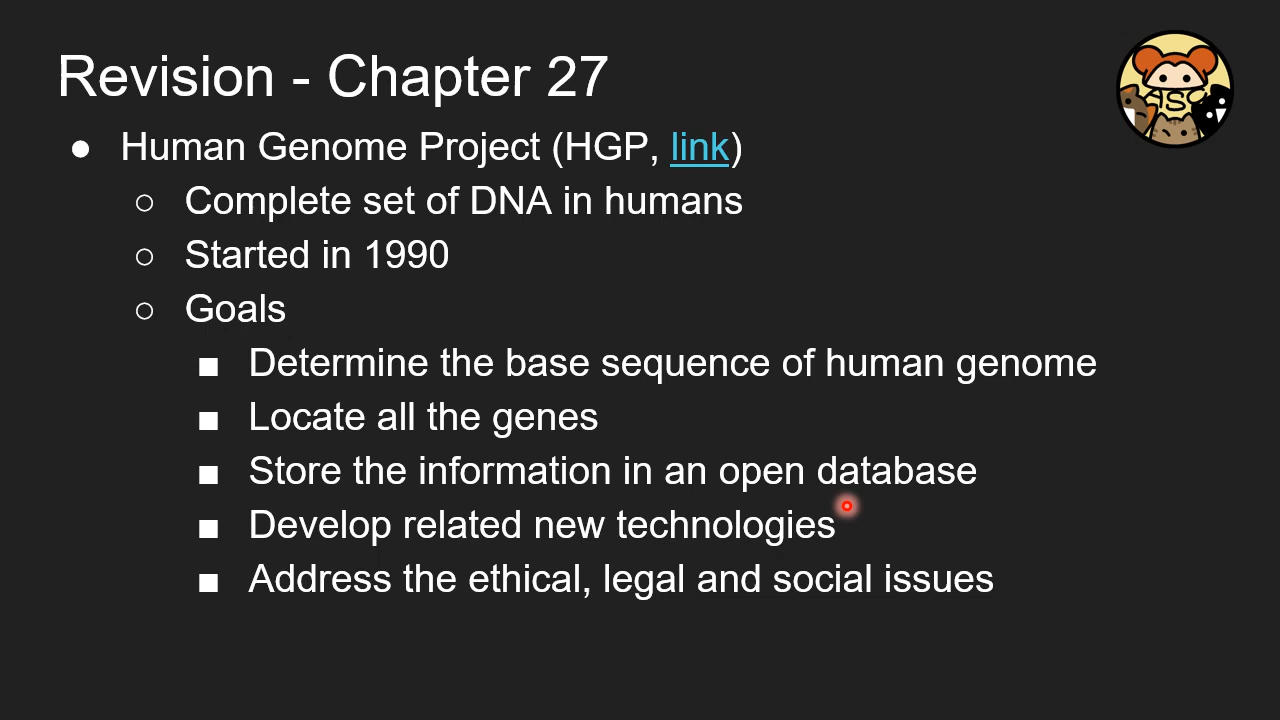 Revision - Chapter 27
● Human Genome Project (HGP, link)
○ Complete set of DNA in humans
○ Started in 1990
○ Goals
■ Determine the base sequence of human genome
■ Locate all the genes
■ Store the information in an open database
■ Develop related new technologies
■ Address the ethical, legal and social issues